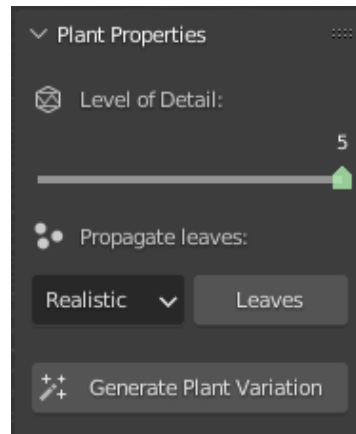 Plant Properties
Level of Detail:
5
Propagate leaves:
Realistic Leaves
Generate Plant Variation